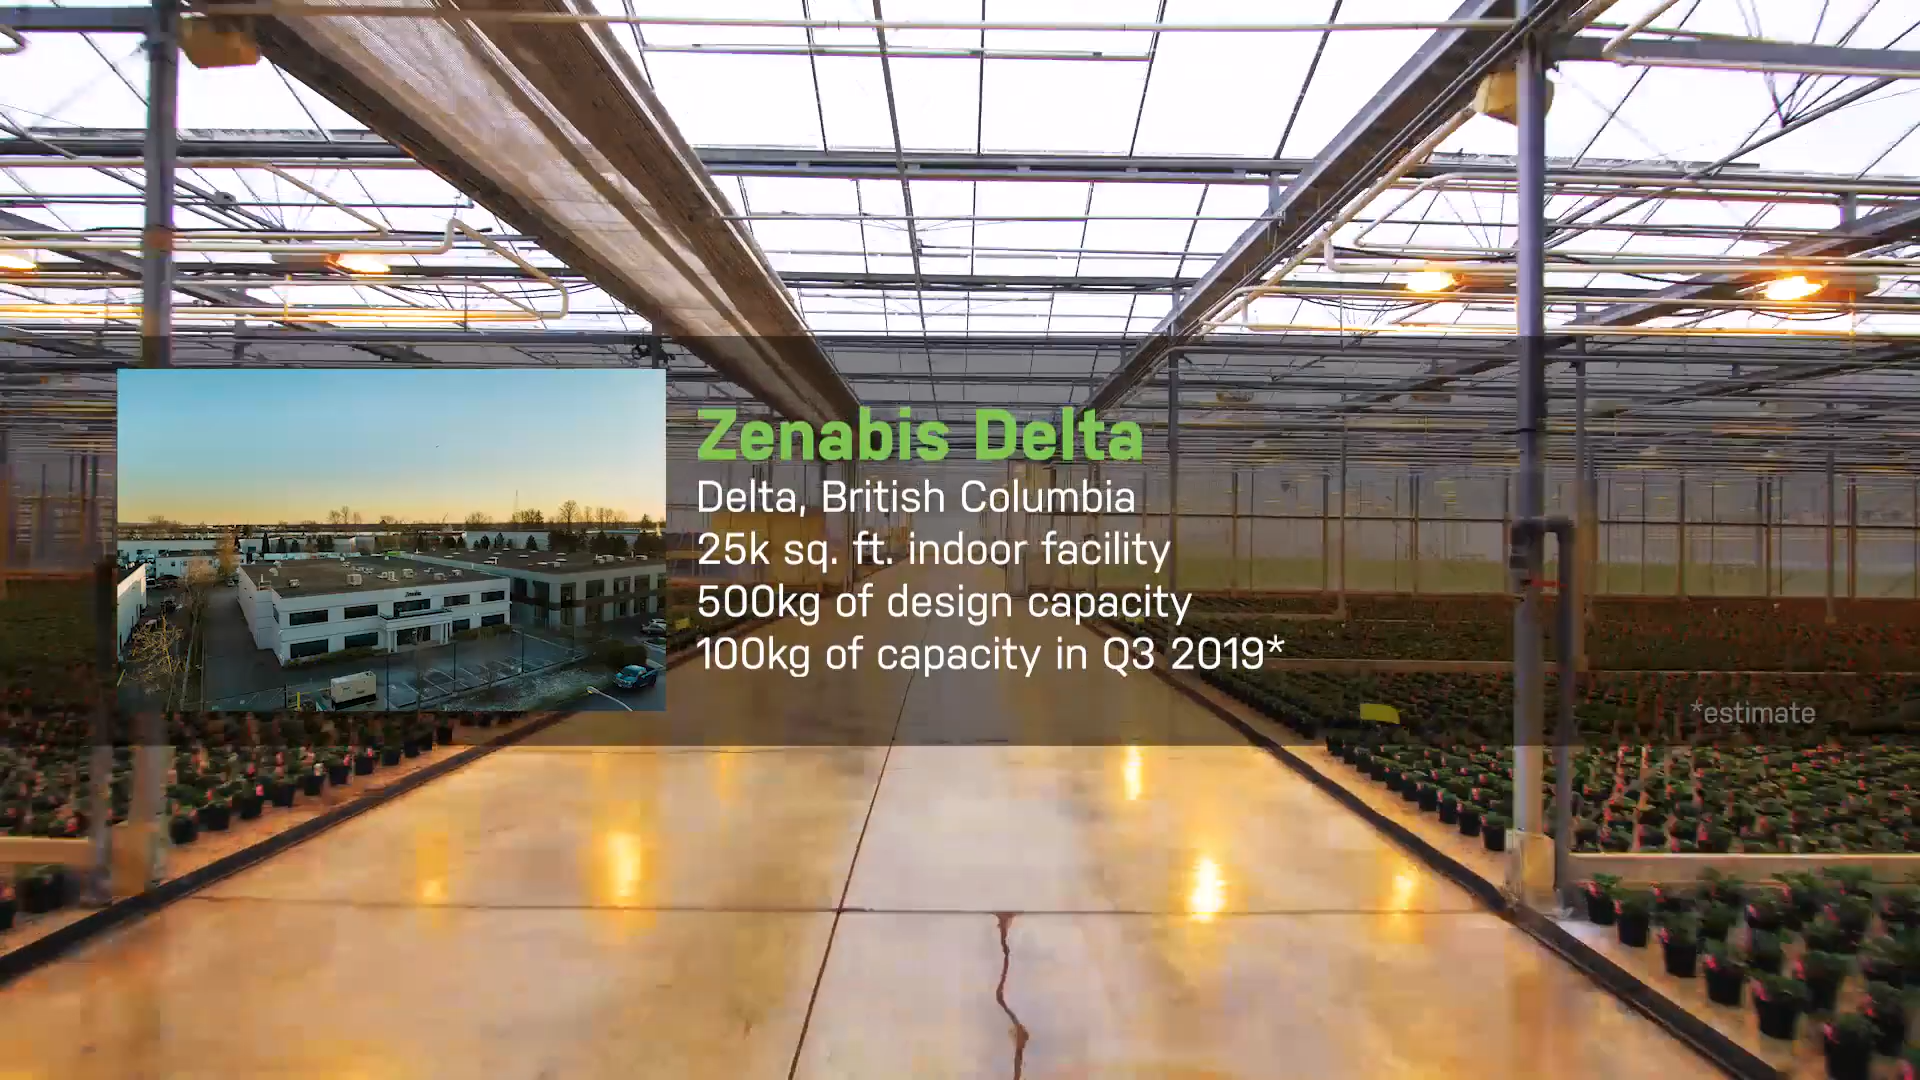 Zenabis Delta
Delta, British Columbia
25k sq. ft. indoor facility
500kg of design capacity
100kg of capacity in Q3 2019*
*estimate